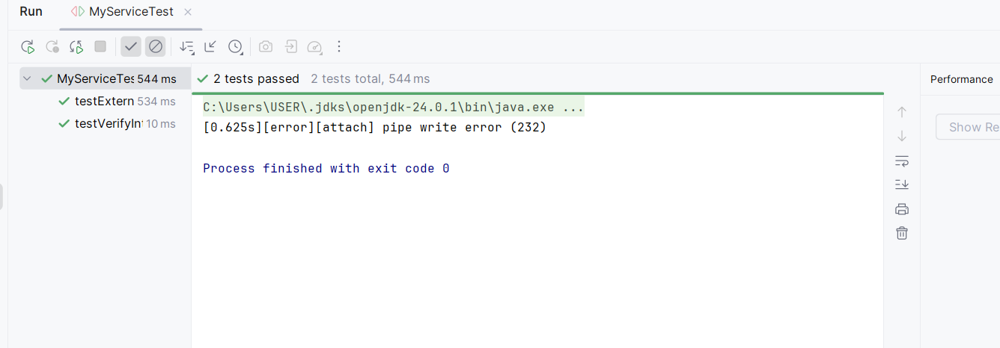 Run
MyServiceTest
MyServiceTes 544 ms
testExtern 534 ms
testVerifyInt 10 ms
2 tests passed 2 tests total, 544 ms
C:\Users\USER\.jdks\openjdk-24.0.1\bin\java.exe ...
[0.625s][error][attach] pipe write error (232)
Process finished with exit code 0
Performance
Show Re